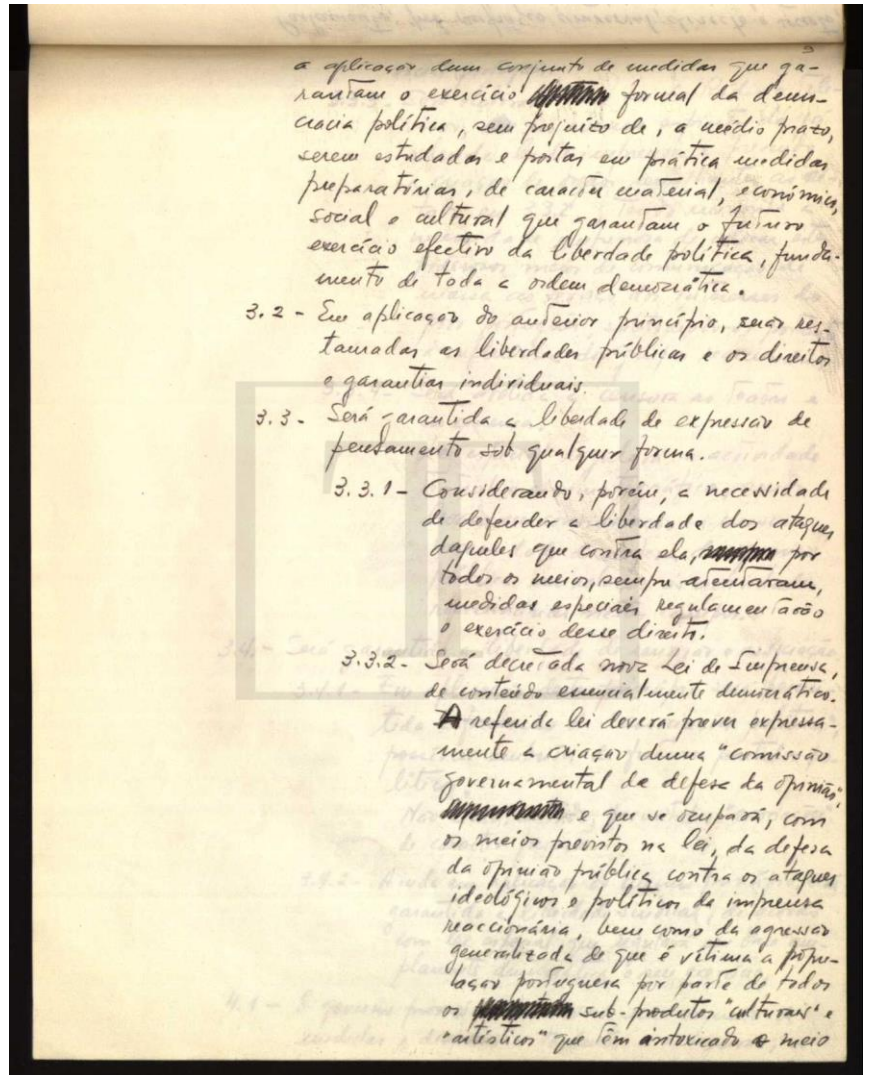 a aplicação dum conjunto de medidas que ga-
rantam o exercício formal da demo-
cracia política, sem prejuízo de, a médio prazo,
serem estudadas e postas em prática medidas
preparatórias, de carácter material, económico,
social e cultural que garantam o futuro
exercício efectivo da liberdade política, funda-
mento de toda a ordem democrática.
3.2 - Em aplicação do anterior princípio, serão res-
tauradas as liberdades públicas e os direitos
e garantias individuais.
3.3. - Será garantida a liberdade de expressão de
pensamento sob qualquer forma.
3.3.1 - Considerando, porém, a necessidade
de defender a liberdade dos ataques
daqueles que contra ela, por
todos os meios, sempre atentaram,
medidas especiais regulamentarão
o exercício desse direito.
3.3.2 - Será decretada nova Lei de Imprensa,
de conteúdo essencialmente democrático.
A referida lei deverá prever expressa-
mente a criação duma "comissão
governamental de defesa da opinião",
e que se ocupará, com
os meios previstos na lei, da defesa
da opinião pública contra os ataques
ideológicos e políticos da imprensa
reaccionária, bem como da agressão
generalizada de que é vítima a popu-
lação portuguesa por parte de todos
os sub-produtos "culturais" e
"artísticos" que têm intoxicado o meio